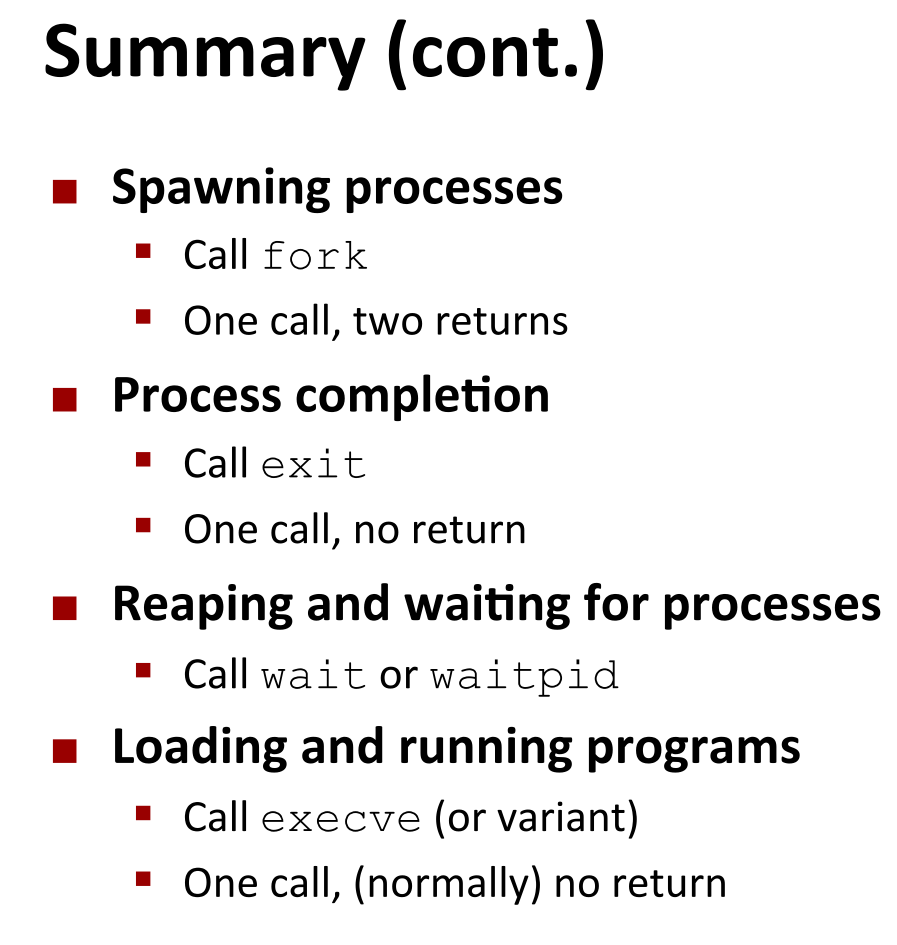 Summary (cont.)
Spawning processes
Call fork
One call, two returns
Process completion
Call exit
One call, no return
Reaping and waiting for processes
Call wait or waitpid
Loading and running programs
Call execve (or variant)
One call, (normally) no return